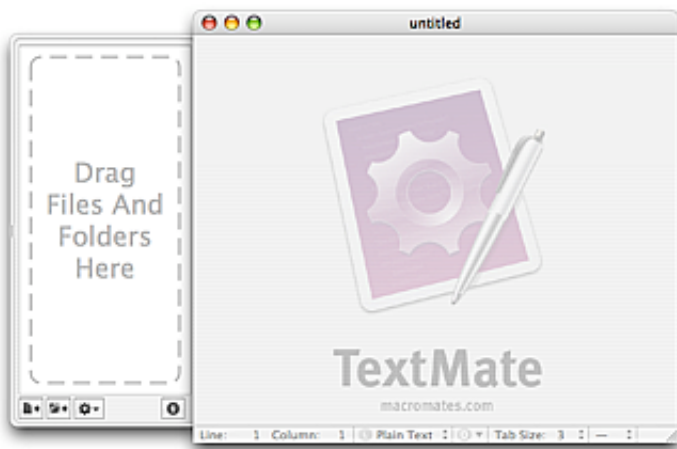 untitled
Drag
Files And
Folders
Here
TextMate
macromates.com
Line: 1 Column: 1 Plain Text Tab Size: 3 —